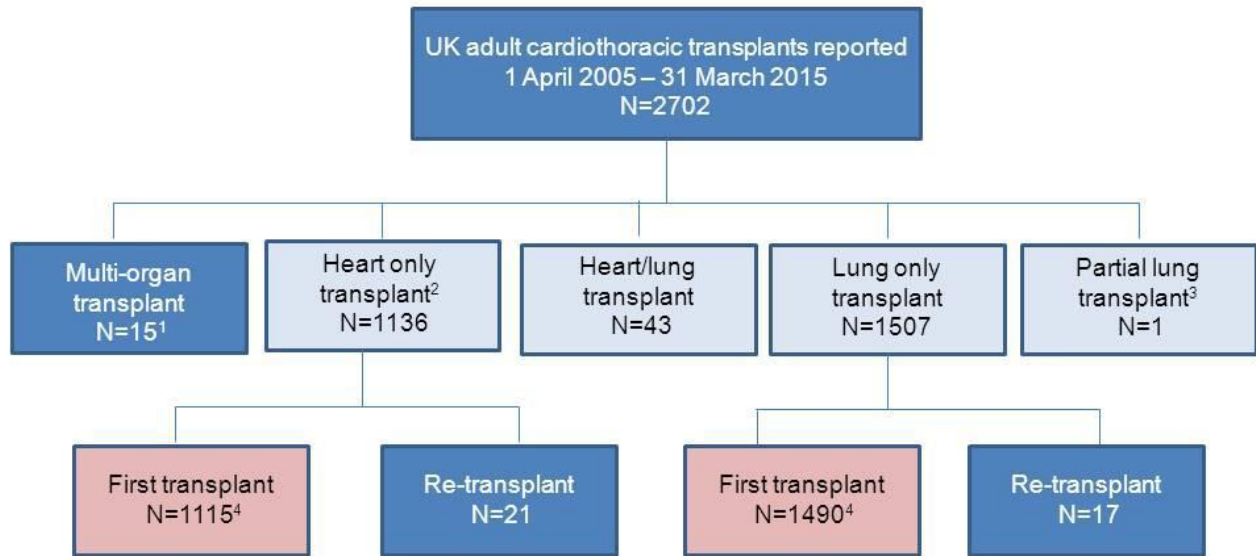 UK adult cardiothoracic transplants reported
1 April 2005 – 31 March 2015
N=2702
Multi-organ
transplant
N=15¹
Heart only
transplant²
N=1136
Heart/lung
transplant
N=43
Lung only
transplant
N=1507
Partial lung
transplant³
N=1
First transplant
N=1115⁴
Re-transplant
N=21
First transplant
N=1490⁴
Re-transplant
N=17